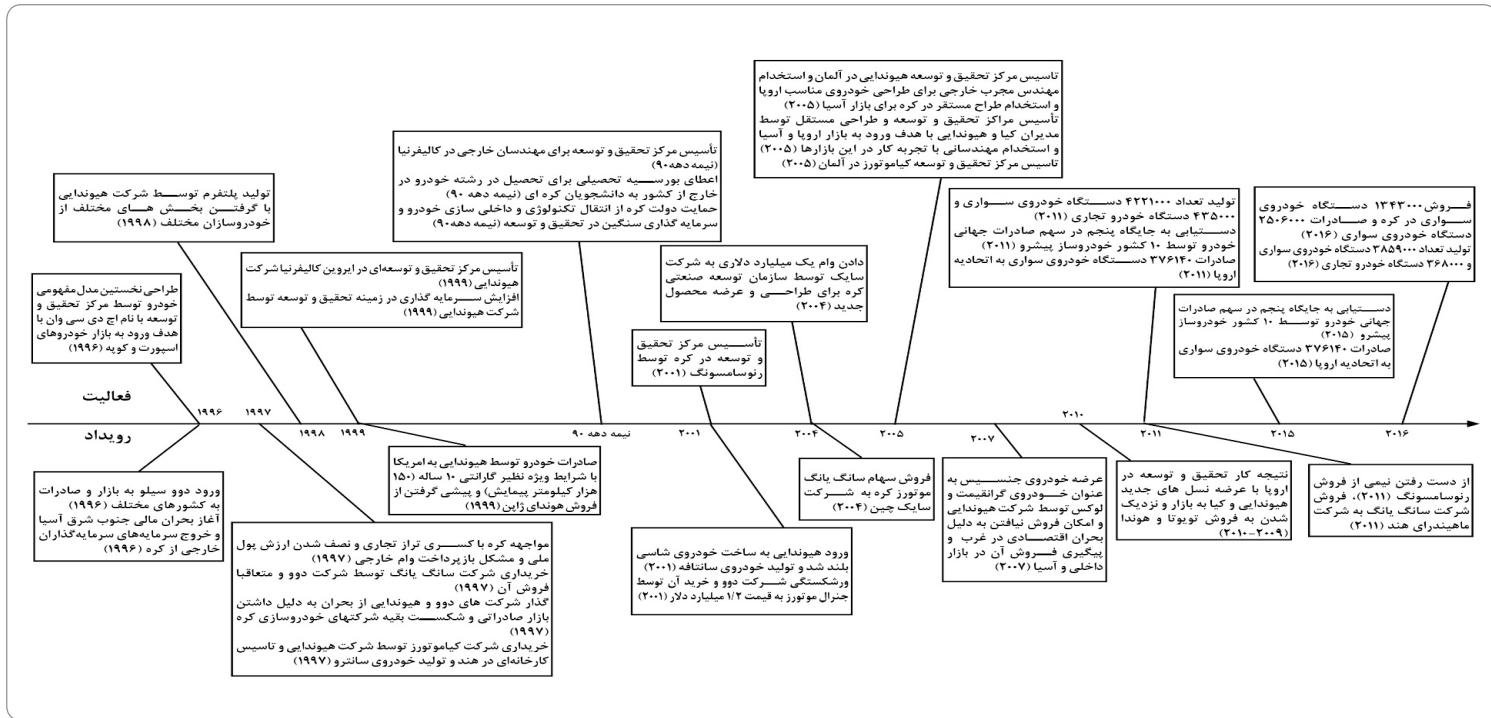 تاسیس مرکز تحقیق و توسعه هیوندایی در آلمان و استخدام
مهندس مجرب خارجی برای طراحی خودروی مناسب اروپا
و استخدام طراح مستقر در کره برای بازار آسیا (۲۰۰۵)
تأسیس مراکز تحقیق و توسعه و طراحی مستقل توسط
مدیران کیا و هیوندایی با هدف ورود به بازار اروپا و آسیا
و استخدام مهندسانی با تجربه کار در این بازارها (۲۰۰۵)
تاسیس مرکز تحقیق و توسعه کیاموتورز در آلمان (۲۰۰۵)
فروش ۱۳۴۳۰۰۰ دستگاه خودروی
سواری در کره و صادرات ۲۵۰۶۰۰۰
دستگاه خودروی سواری (۲۰۱۶)
تولید تعداد ۳۸۵۹۰۰۰ دستگاه خودروی سواری
و ۳۶۸۰۰۰ دستگاه خودرو تجاری (۲۰۱۶)
تولید تعداد ۴۲۲۱۰۰۰ دستگاه خودروی سواری و
۴۳۵۰۰۰ دستگاه خودرو تجاری (۲۰۱۱)
دستیابی به جایگاه پنجم در سهم صادرات جهانی
خودرو توسط ۱۰ کشور خودروساز پیشرو (۲۰۱۱)
صادرات ۳۷۶۱۴۰ دستگاه خودروی سواری به اتحادیه
اروپا (۲۰۱۱)
دستیابی به جایگاه پنجم در سهم صادرات
جهانی خودرو توسط ۱۰ کشور خودروساز
پیشرو (۲۰۱۵)
صادرات ۳۷۶۱۴۰ دستگاه خودروی سواری
به اتحادیه اروپا (۲۰۱۵)
تأسیس مرکز تحقیق و توسعه برای مهندسان خارجی در کالیفرنیا
(نیمه دهه۹۰)
اعطای بورسیه تحصیلی برای تحصیل در رشته خودرو در
خارج از کشور به دانشجویان کره ای (نیمه دهه ۹۰)
حمایت دولت کره از انتقال تکنولوژی و داخلی سازی خودرو و
سرمایه گذاری سنگین در تحقیق و توسعه (نیمه دهه۹۰)
تولید پلتفرم توسط شرکت هیوندایی
با گرفتن بخش های مختلف از
خودروسازان مختلف (۱۹۹۸)
تأسیس مرکز تحقیق و توسعه‌ای در ایروین کالیفرنیا شرکت
هیوندایی (۱۹۹۹)
افزایش سرمایه گذاری در زمینه تحقیق و توسعه توسط
شرکت هیوندایی (۱۹۹۹)
طراحی نخستین مدل مفهومی
خودرو توسط مرکز تحقیق و
توسعه با نام اچ دی سی وان با
هدف ورود به بازار خودروهای
اسپورت و کوپه (۱۹۹۶)
دادن وام یک میلیارد دلاری به شرکت
سایک توسط سازمان توسعه صنعتی
کره برای طراحی و عرضه محصول
جدید (۲۰۰۴)
تأسیس مرکز تحقیق
و توسعه در کره توسط
رنوسامسونگ (۲۰۰۱)
فعالیت
رویداد
۱۹۹۶
۱۹۹۷
۱۹۹۸
۱۹۹۹
نیمه دهه ۹۰
۲۰۰۱
۲۰۰۴
۲۰۰۵
۲۰۰۷
۲۰۱۰
۲۰۱۱
۲۰۱۵
۲۰۱۶
ورود دوو سیلو به بازار و صادرات
به کشورهای مختلف (۱۹۹۶)
آغاز بحران مالی جنوب شرق آسیا
و خروج سرمایه‌های سرمایه‌گذاران
خارجی از کره (۱۹۹۶)
مواجهه کره با کسری تراز تجاری و نصف شدن ارزش پول
ملی و مشکل بازپرداخت وام خارجی (۱۹۹۷)
خریداری شرکت سانگ یانگ توسط شرکت دوو و متعاقبا
فروش آن (۱۹۹۷)
گذار شرکت های دوو و هیوندایی از بحران به دلیل داشتن
بازار صادراتی و شکست بقیه شرکتهای خودروسازی کره
(۱۹۹۷)
خریداری شرکت کیاموتورز توسط شرکت هیوندایی و تاسیس
کارخانه‌ای در هند و تولید خودروی سانترو (۱۹۹۷)
صادرات خودرو توسط هیوندایی به امریکا
با شرایط ویژه نظیر گارانتی ۱۰ ساله (۱۵۰
هزار کیلومتر پیمایش) و پیشی گرفتن از
فروش هوندای ژاپن (۱۹۹۹)
ورود هیوندایی به ساخت خودروی شاسی
بلند شد و تولید خودروی سانتافه (۲۰۰۱)
ورشکستگی شرکت دوو و خرید آن توسط
جنرال موتورز به قیمت ۱/۲ میلیارد دلار (۲۰۰۱)
فروش سهام سانگ یانگ
موتورز کره به شرکت
سایک چین (۲۰۰۴)
عرضه خودروی جنسیس به
عنوان خودروی گرانقیمت و
لوکس توسط شرکت هیوندایی
و امکان فروش نیافتن به دلیل
بحران اقتصادی در غرب و
پیگیری فروش آن در بازار
داخلی و آسیا (۲۰۰۷)
نتیجه کار تحقیق و توسعه در
اروپا با عرضه نسل های جدید
هیوندایی و کیا به بازار و نزدیک
شدن به فروش تویوتا و هوندا
(۲۰۰۹-۲۰۱۰)
از دست رفتن نیمی از فروش
رنوسامسونگ (۲۰۱۱)، فروش
شرکت سانگ یانگ به شرکت
ماهیندرای هند (۲۰۱۱)